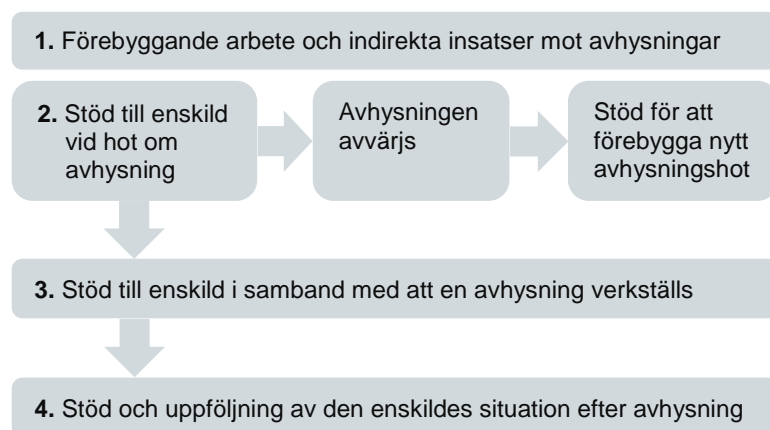 1. Förebyggande arbete och indirekta insatser mot avhysningar
2. Stöd till enskild
vid hot om
avhysning
Avhysningen
avvärjs
Stöd för att
förebygga nytt
avhysningshot
3. Stöd till enskild i samband med att en avhysning verkställs
4. Stöd och uppföljning av den enskildes situation efter avhysning